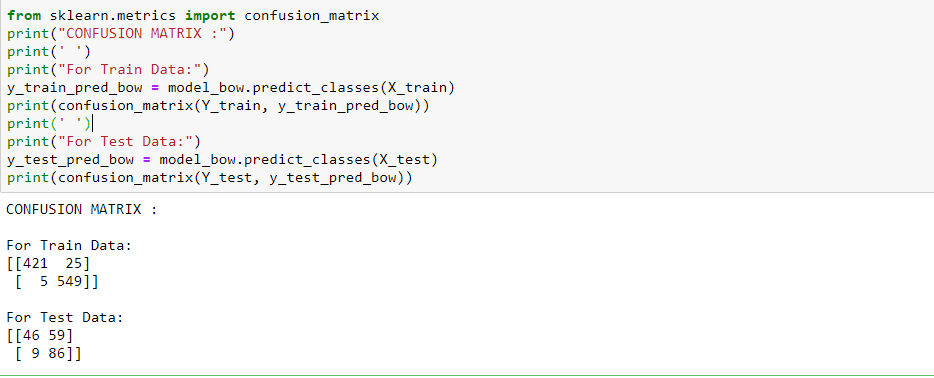 from sklearn.metrics import confusion_matrix
print("CONFUSION MATRIX :")
print(' ')
print("For Train Data:")
y_train_pred_bow = model_bow.predict_classes(X_train)
print(confusion_matrix(Y_train, y_train_pred_bow))
print(' ')
print("For Test Data:")
y_test_pred_bow = model_bow.predict_classes(X_test)
print(confusion_matrix(Y_test, y_test_pred_bow))
CONFUSION MATRIX :
For Train Data:
[[421  25]
 [  5 549]]
For Test Data:
[[46 59]
 [ 9 86]]